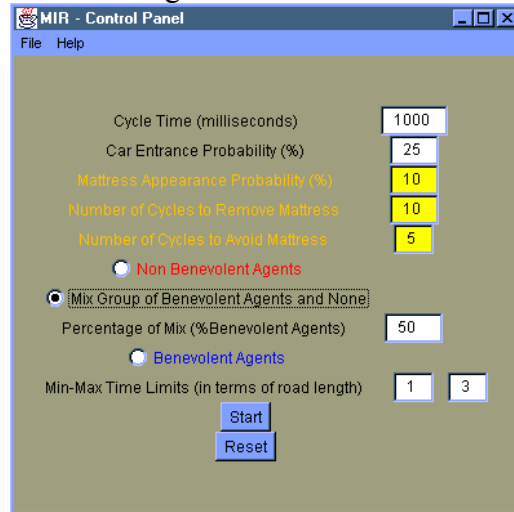 MIR - Control Panel
File Help
Cycle Time (milliseconds) 1000
Car Entrance Probability (%) 25
Mattress Appearance Probability (%) 10
Number of Cycles to Remove Mattress 10
Number of Cycles to Avoid Mattress 5
Non Benevolent Agents
Mix Group of Benevolent Agents and None
Percentage of Mix (%Benevolent Agents) 50
Benevolent Agents
Min-Max Time Limits (in terms of road length) 1 3
Start
Reset